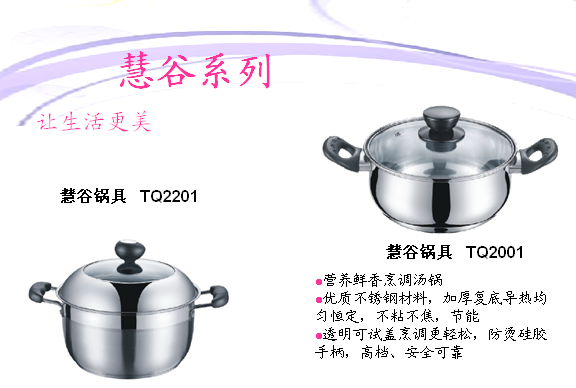 慧谷系列
让生活更美
慧谷锅具 TQ2201
慧谷锅具 TQ2001
●营养鲜香烹调汤锅
●优质不锈钢材料，加厚复底导热均
匀恒定，不粘不焦，节能
●透明可试盖烹调更轻松，防烫硅胶
手柄，高档、安全可靠